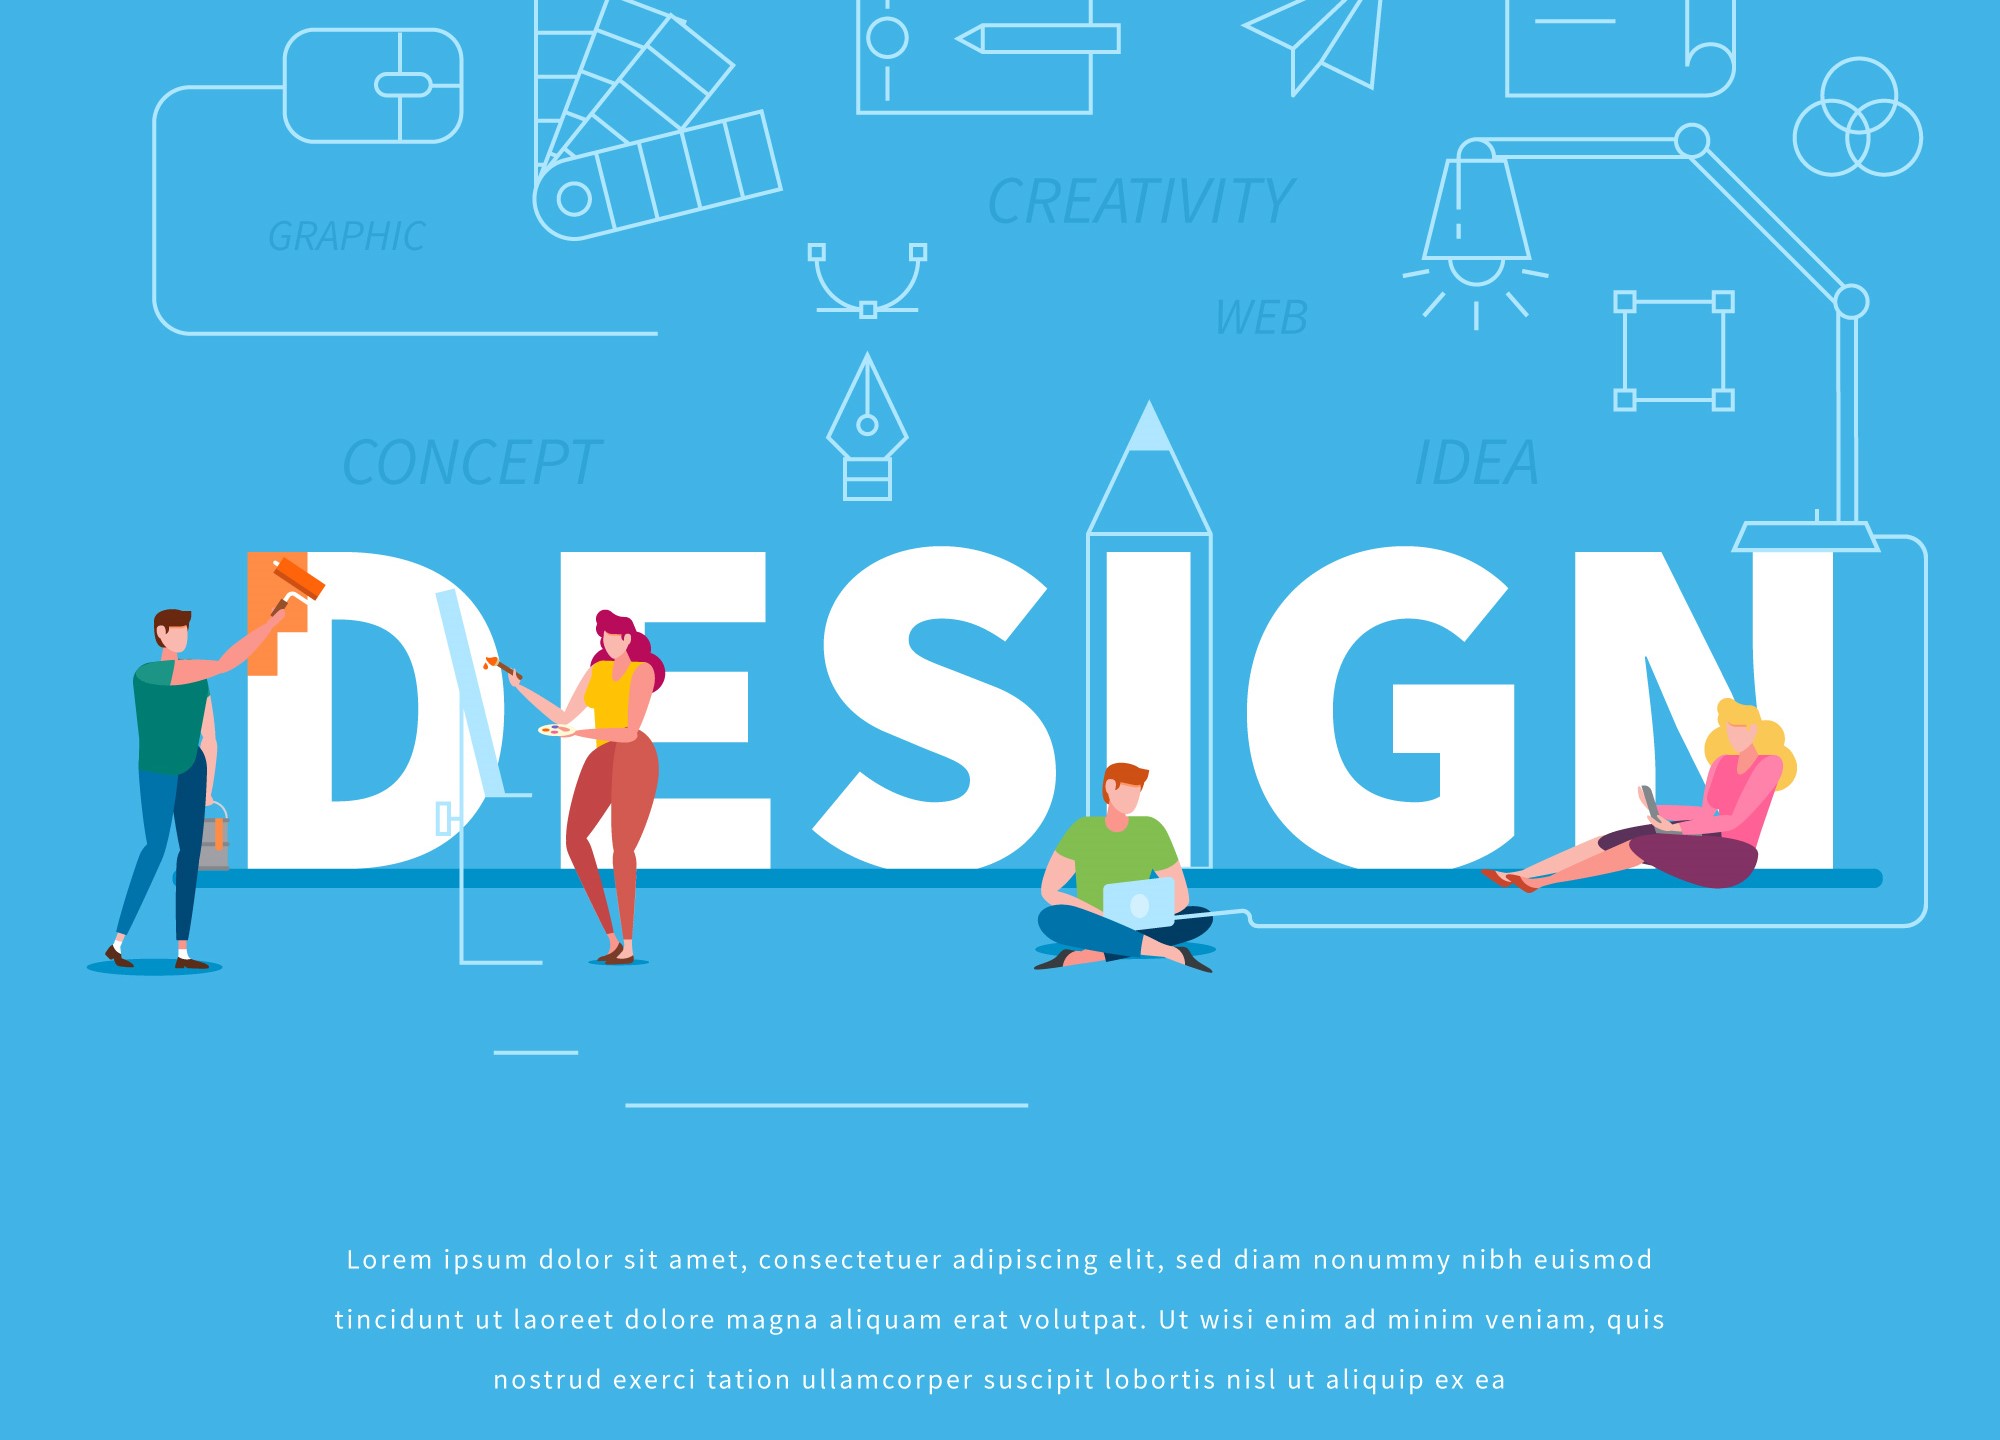 CREATIVITY
GRAPHIC
WEB
CONCEPT
IDEA
DESIGN
Lorem ipsum dolor sit amet, consectetuer adipiscing elit, sed diam nonummy nibh euismod
tincidunt ut laoreet dolore magna aliquam erat volutpat. Ut wisi enim ad minim veniam, quis
nostrud exerci tation ullamcorper suscipit lobortis nisl ut aliquip ex ea